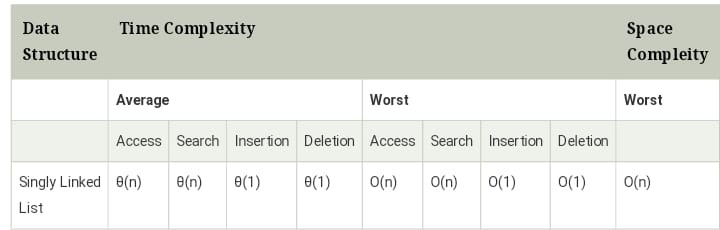 Data Structure Time Complexity Space Compleity
Average Worst Worst
Access Search Insertion Deletion Access Search Insertion Deletion
Singly Linked List θ(n) θ(n) θ(1) θ(1) O(n) O(n) O(1) O(1) O(n)